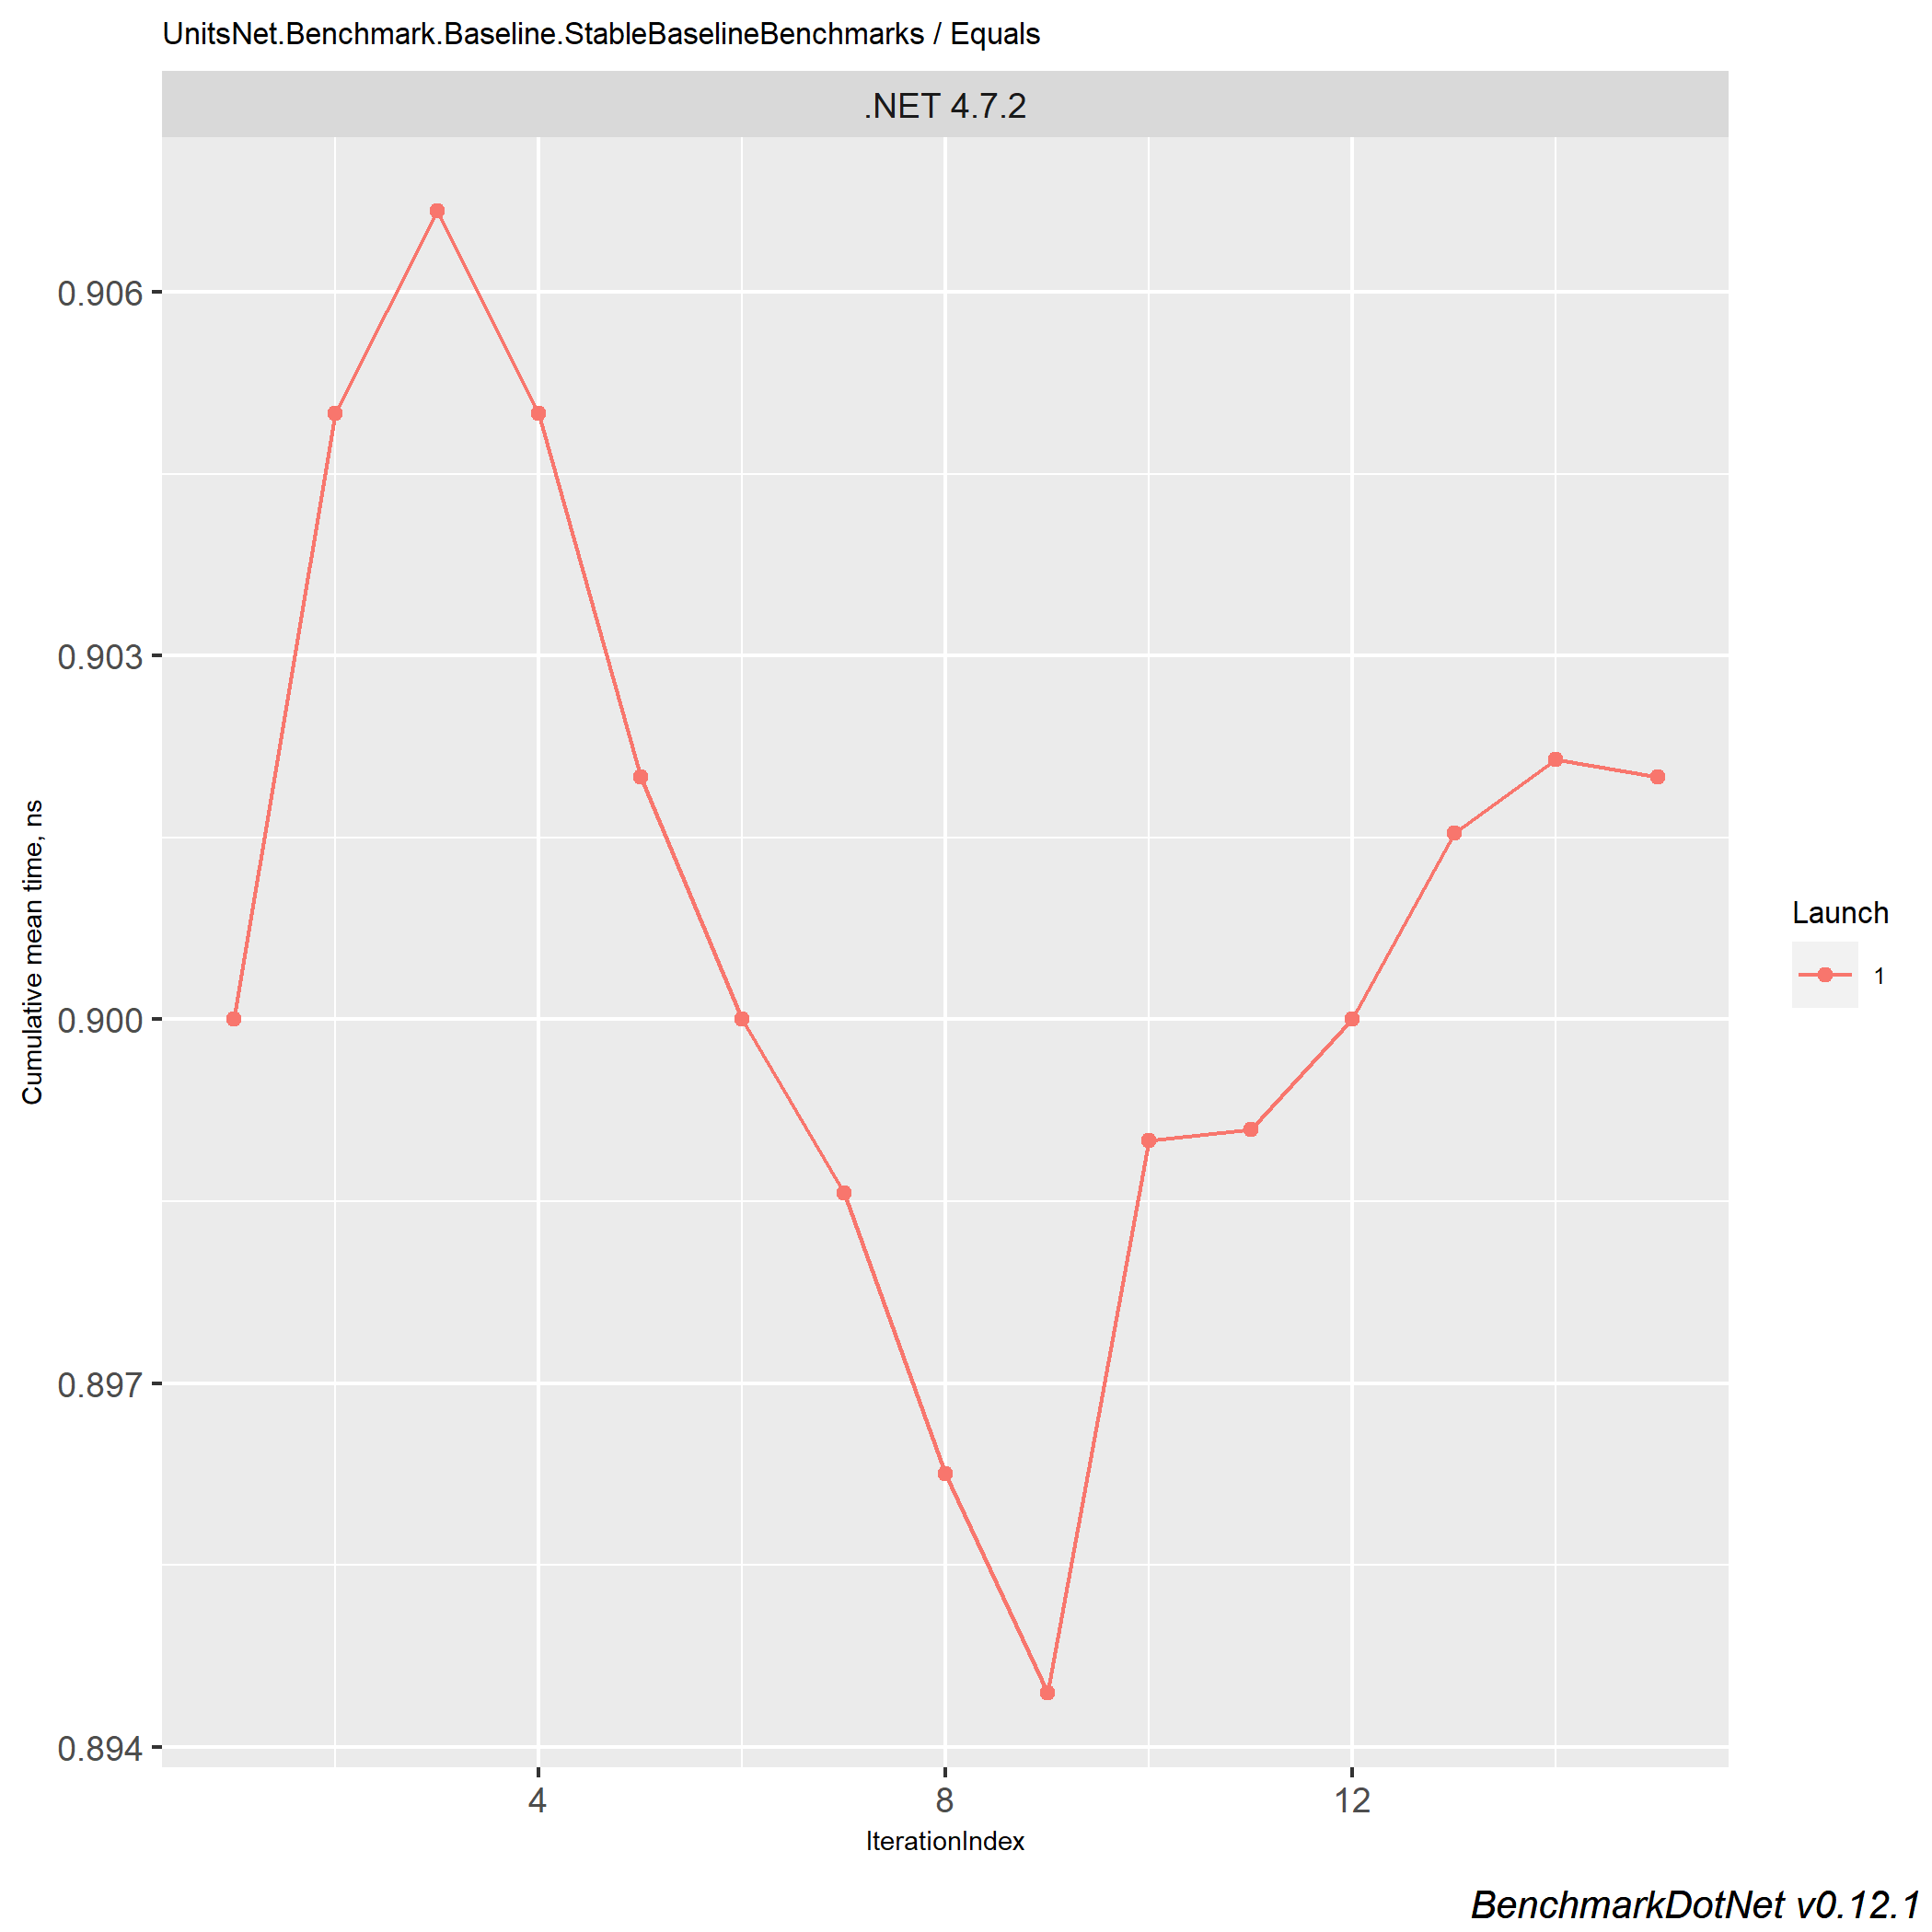 UnitsNet.Benchmark.Baseline.StableBaselineBenchmarks / Equals
.NET 4.7.2
0.906
0.903
0.900
0.897
0.894
Cumulative mean time, ns
4
8
12
IterationIndex
Launch
1
BenchmarkDotNet v0.12.1